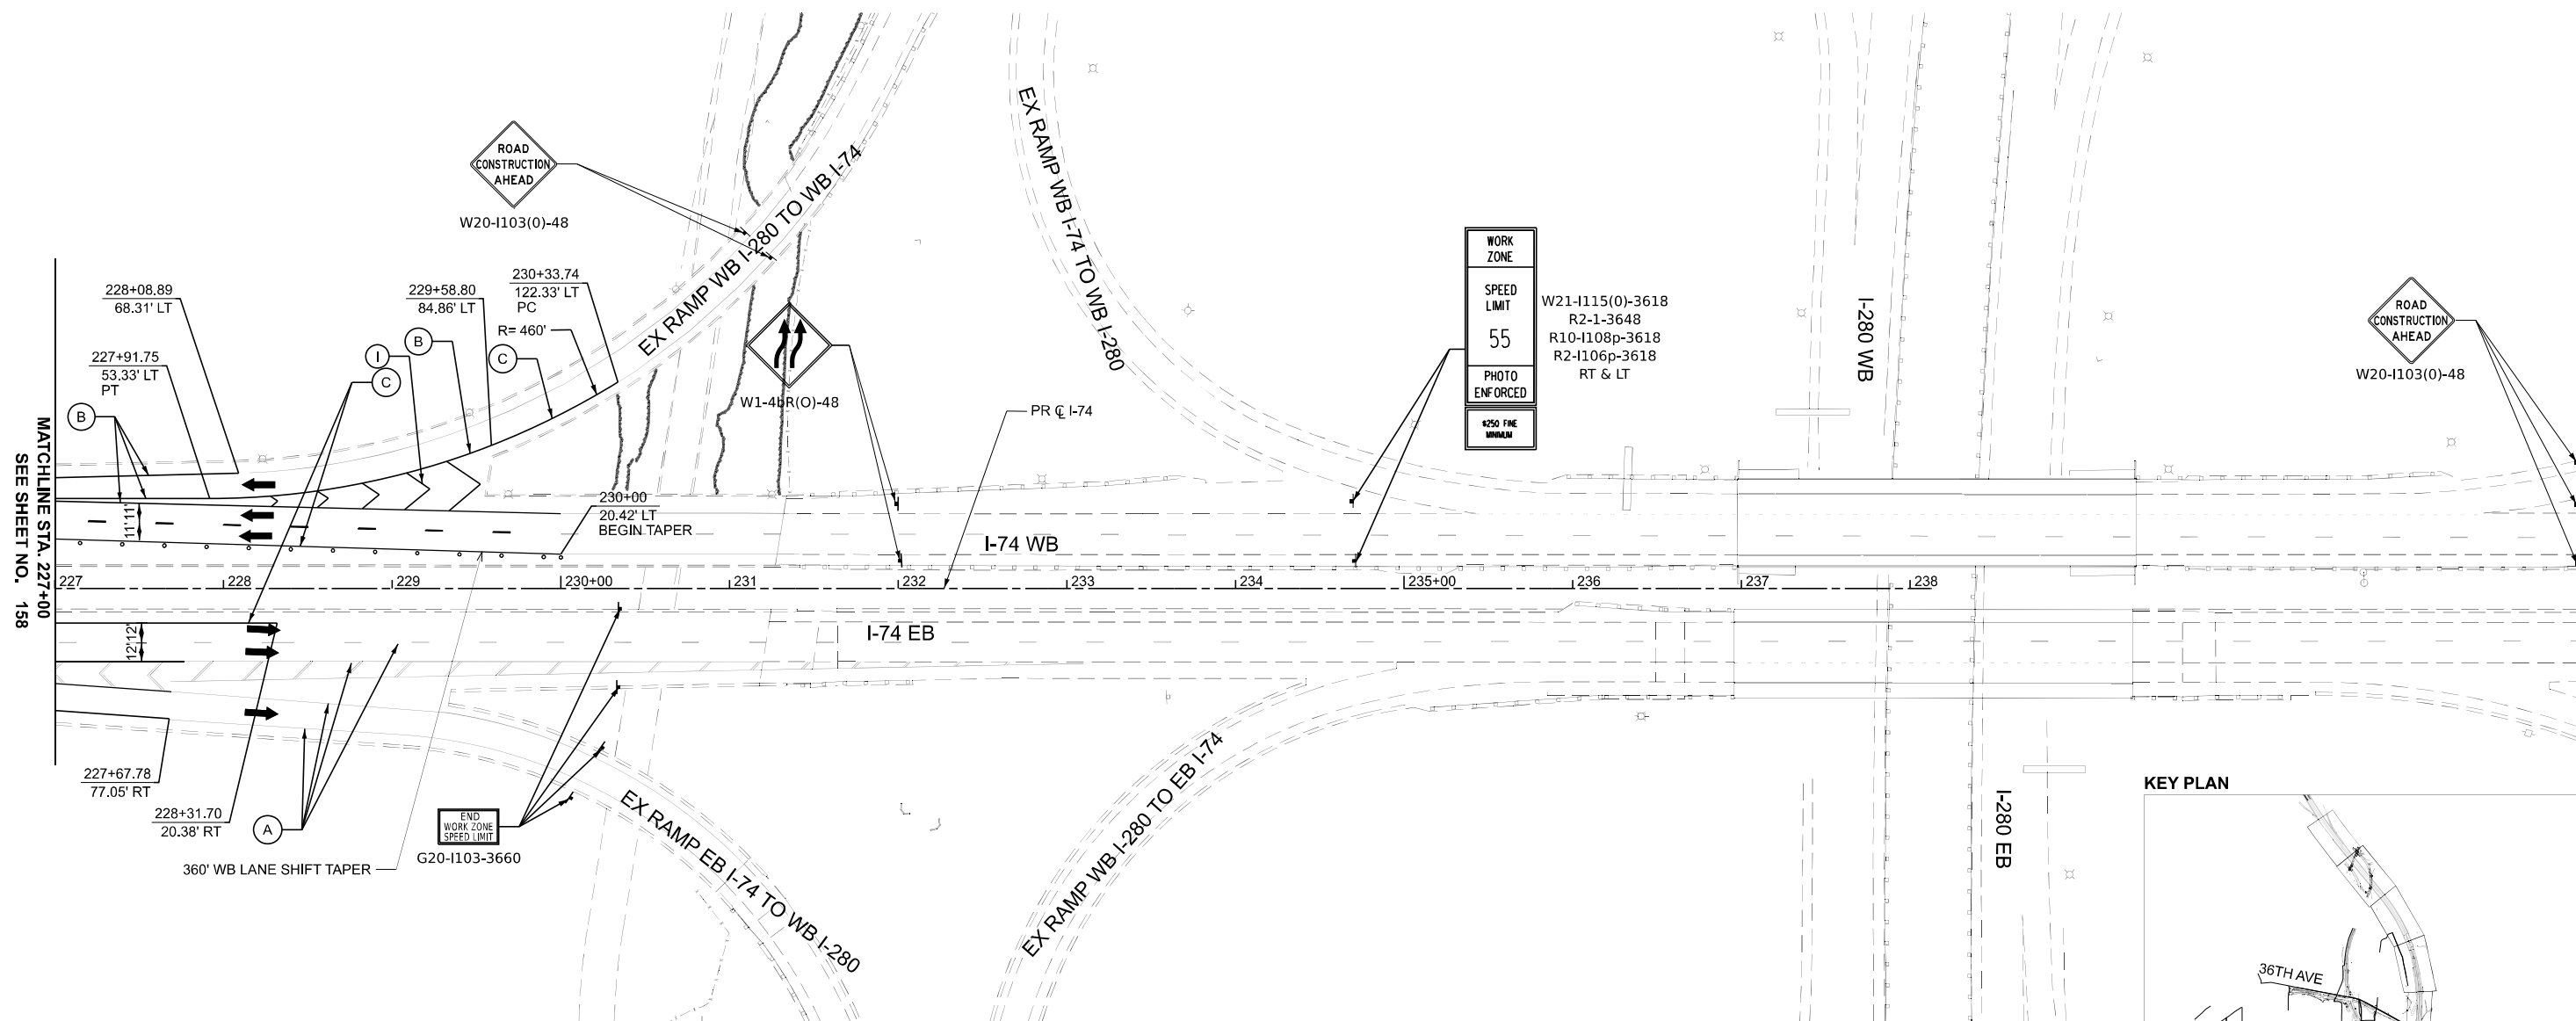 ROAD
CONSTRUCTION
AHEAD
W20-I103(0)-48
EX RAMP WB I-280 TO WB I-74
EX RAMP WB I-74 TO WB I-280
228+08.89
68.31' LT
227+91.75
53.33' LT
PT
B
I
B
C
C
229+58.80
84.86' LT
230+33.74
122.33' LT
PC
R= 460'
W1-4bR(O)-48
PR ℄ I-74
WORK
ZONE
SPEED
LIMIT
55
PHOTO
ENFORCED
$250 FINE
MINIMUM
W21-I115(0)-3618
R2-1-3648
R10-I108p-3618
R2-I106p-3618
RT & LT
I-280 WB
ROAD
CONSTRUCTION
AHEAD
W20-I103(0)-48
MATCHLINE STA. 227+00
SEE SHEET NO. 158
11' 11'
230+00
20.42' LT
BEGIN TAPER
I-74 WB
227 228 229 230+00 231 232 233 234 235+00 236 237 238
12' 12'
I-74 EB
227+67.78
77.05' RT
228+31.70
20.38' RT
A
360' WB LANE SHIFT TAPER
END
WORK ZONE
SPEED LIMIT
G20-I103-3660
EX RAMP EB I-74 TO WB I-280
EX RAMP WB I-280 TO EB I-74
I-280 EB
KEY PLAN
36TH AVE